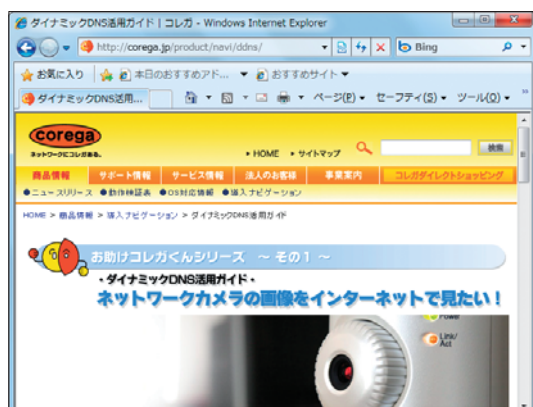 ダイナミックDNS活用ガイド | コレガ - Windows Internet Explorer
http://corega.jp/product/navi/ddns/
Bing
お気に入り 本日のおすすめアド... おすすめサイト
ダイナミックDNS活用... ページ(P) セーフティ(S) ツール(O)
corega
ネットワークにコレがある。
HOME サイトマップ 検索
商品情報 サポート情報 サービス情報 法人のお客様 事業案内 コレガダイレクトショッピング
●ニュースリリース ●動作検証表 ●OS対応情報 ●導入ナビゲーション
HOME > 商品情報 > 導入ナビゲーション > ダイナミックDNS活用ガイド
お助けコレガくんシリーズ ～ その1 ～
・ダイナミックDNS活用ガイド・
ネットワークカメラの画像をインターネットで見たい！
Power
Link/
Act